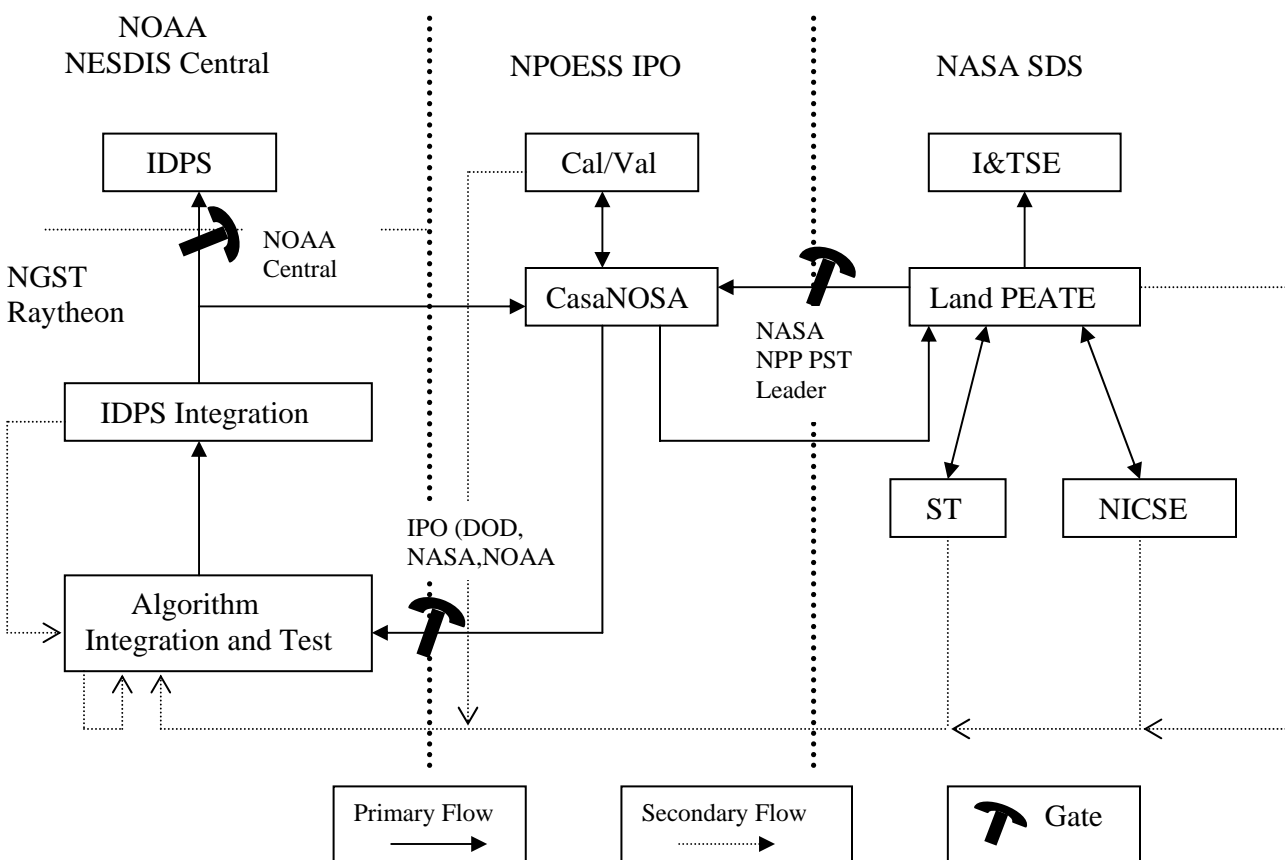 NOAA
NESDIS Central
NPOESS IPO
NASA SDS
IDPS
Cal/Val
I&TSE
NOAA
Central
NGST
Raytheon
CasaNOSA
Land PEATE
NASA
NPP PST
Leader
IDPS Integration
ST
NICSE
IPO (DOD,
NASA,NOAA
Algorithm
Integration and Test
Primary Flow
Secondary Flow
Gate